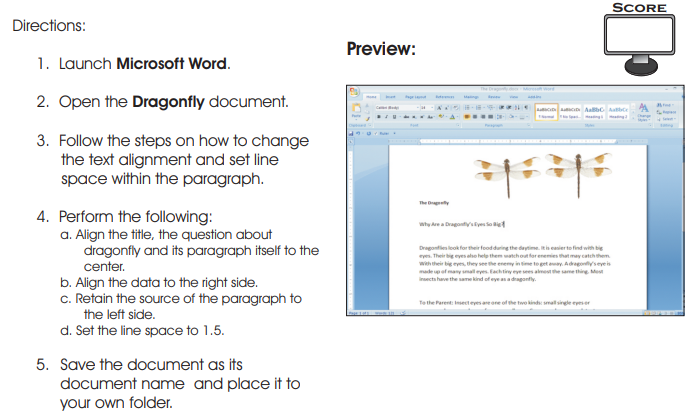 SCORE
Directions:
Preview:
1. Launch Microsoft Word.
2. Open the Dragonfly document.
3. Follow the steps on how to change
the text alignment and set line
space within the paragraph.
4. Perform the following:
a. Align the title, the question about
dragonfly and its paragraph itself to the
center.
b. Align the data to the right side.
c. Retain the source of the paragraph to
the left side.
d. Set the line space to 1.5.
5. Save the document as its
document name and place it to
your own folder.
The Dragonfly
Why Are a Dragonfly's Eyes So Big?
Dragonflies look for their food during the daytime. It is easier to find with big
eyes. Their big eyes also help them watch out for enemies that may catch them.
With their big eyes, they see the enemy in time to get away. A dragonfly's eye is
made up of many small eyes. Each tiny eye sees almost the same thing. Most
insects have the same kind of eye as a dragonfly.
To the Parent: Insect eyes are one of the two kinds: small single eyes or